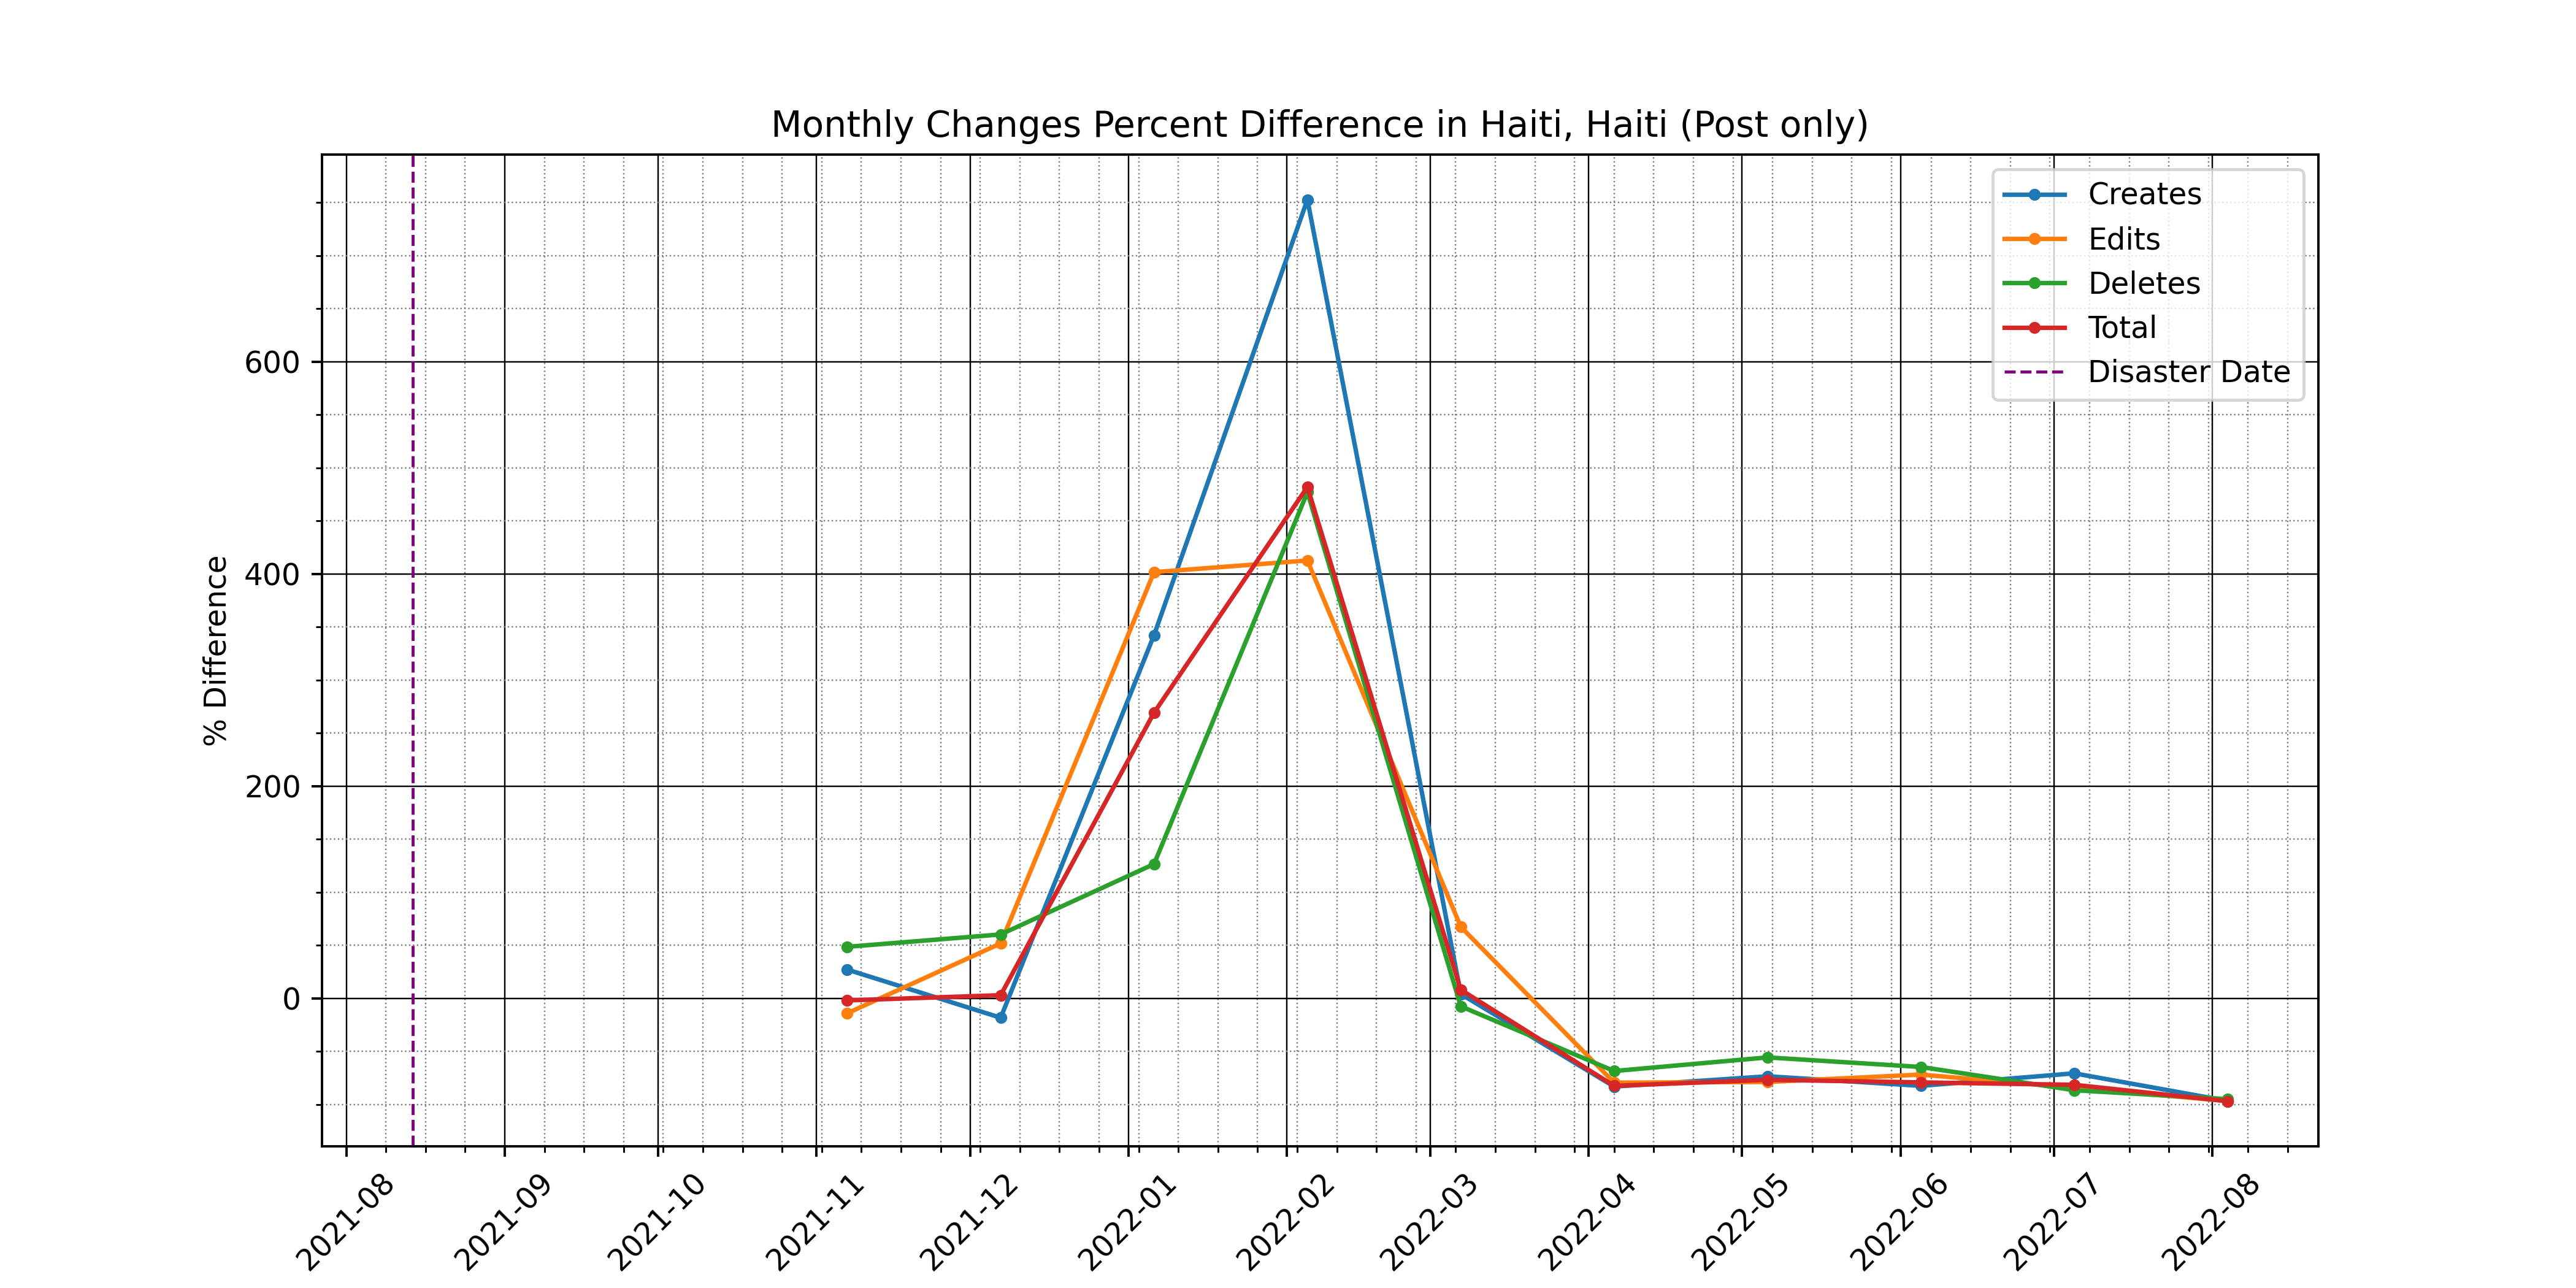 Monthly Changes Percent Difference in Haiti, Haiti (Post only)
Creates
Edits
Deletes
Total
Disaster Date
% Difference
600
400
200
0
2021-08
2021-09
2021-10
2021-11
2021-12
2022-01
2022-02
2022-03
2022-04
2022-05
2022-06
2022-07
2022-08